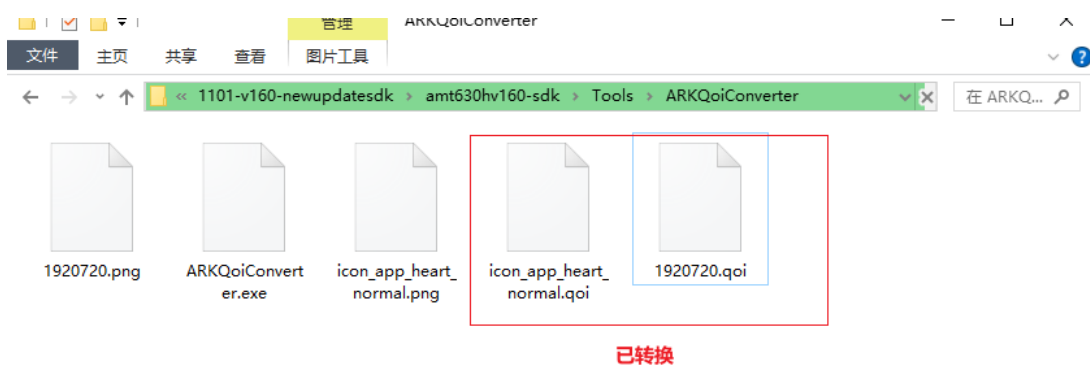 管理
ARKQoiConverter
文件
主页
共享
查看
图片工具
« 1101-v160-newupdatesdk > amt630hv160-sdk > Tools > ARKQoiConverter
在 ARKQ...
1920720.png
ARKQoiConvert
er.exe
icon_app_heart_
normal.png
icon_app_heart_
normal.qoi
1920720.qoi
已转换